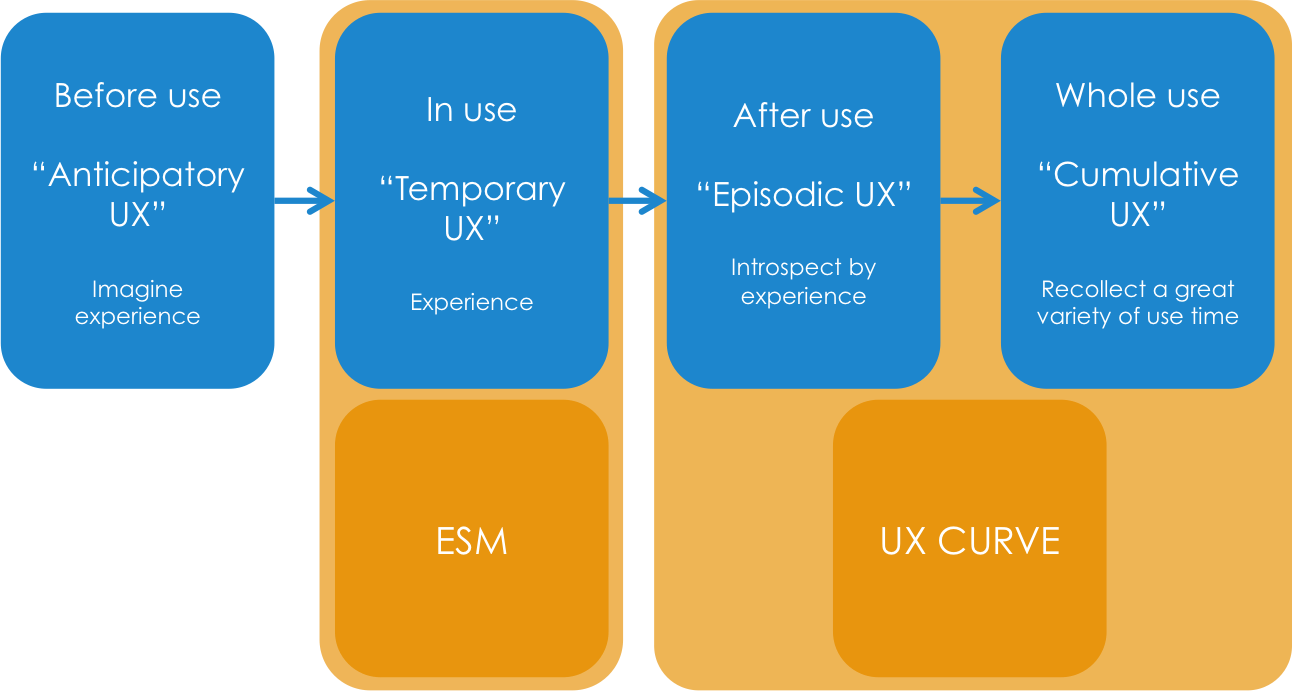 Before use
“Anticipatory
UX”
Imagine
experience
In use
“Temporary
UX”
Experience
After use
“Episodic UX”
Introspect by
experience
Whole use
“Cumulative
UX”
Recollect a great
variety of use time
ESM
UX CURVE